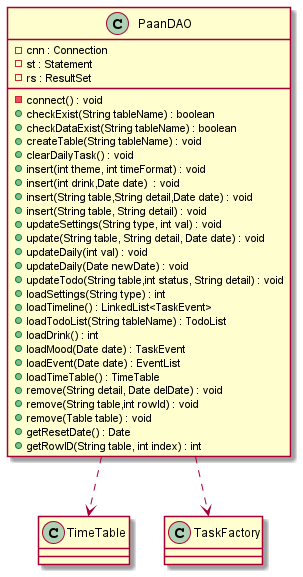 C PaanDAO
cnn : Connection
st : Statement
rs : ResultSet
connect() : void
checkExist(String tableName) : boolean
checkDataExist(String tableName) : boolean
createTable(String tableName) : void
clearDailyTask() : void
insert(int theme, int timeFormat) : void
insert(int drink,Date date)  : void
insert(String table,String detail,Date date) : void
insert(String table, String detail) : void
updateSettings(String type, int val) : void
update(String table, String detail, Date date) : void
updateDaily(int val) : void
updateDaily(Date newDate) : void
updateTodo(String table,int status, String detail) : void
loadSettings(String type) : int
loadTimeline() : LinkedList<TaskEvent>
loadTodoList(String tableName) : TodoList
loadDrink() : int
loadMood(Date date) : TaskEvent
loadEvent(Date date) : EventList
loadTimeTable() : TimeTable
remove(String detail, Date delDate) : void
remove(String table,int rowId) : void
remove(Table table) : void
getResetDate() : Date
getRowID(String table, int index) : int
C TimeTable
C TaskFactory